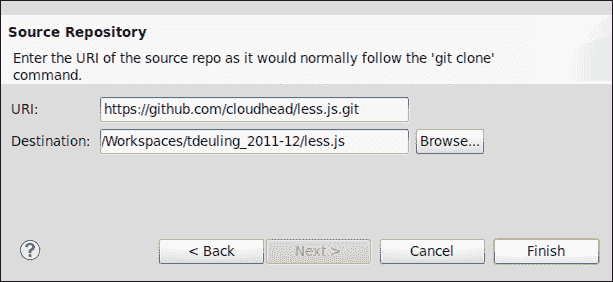 Source Repository
Enter the URI of the source repo as it would normally follow the 'git clone'
command.
URI: https://github.com/cloudhead/less.js.git
Destination: /Workspaces/tdeuling_2011-12/less.js Browse...
? < Back Next > Cancel Finish